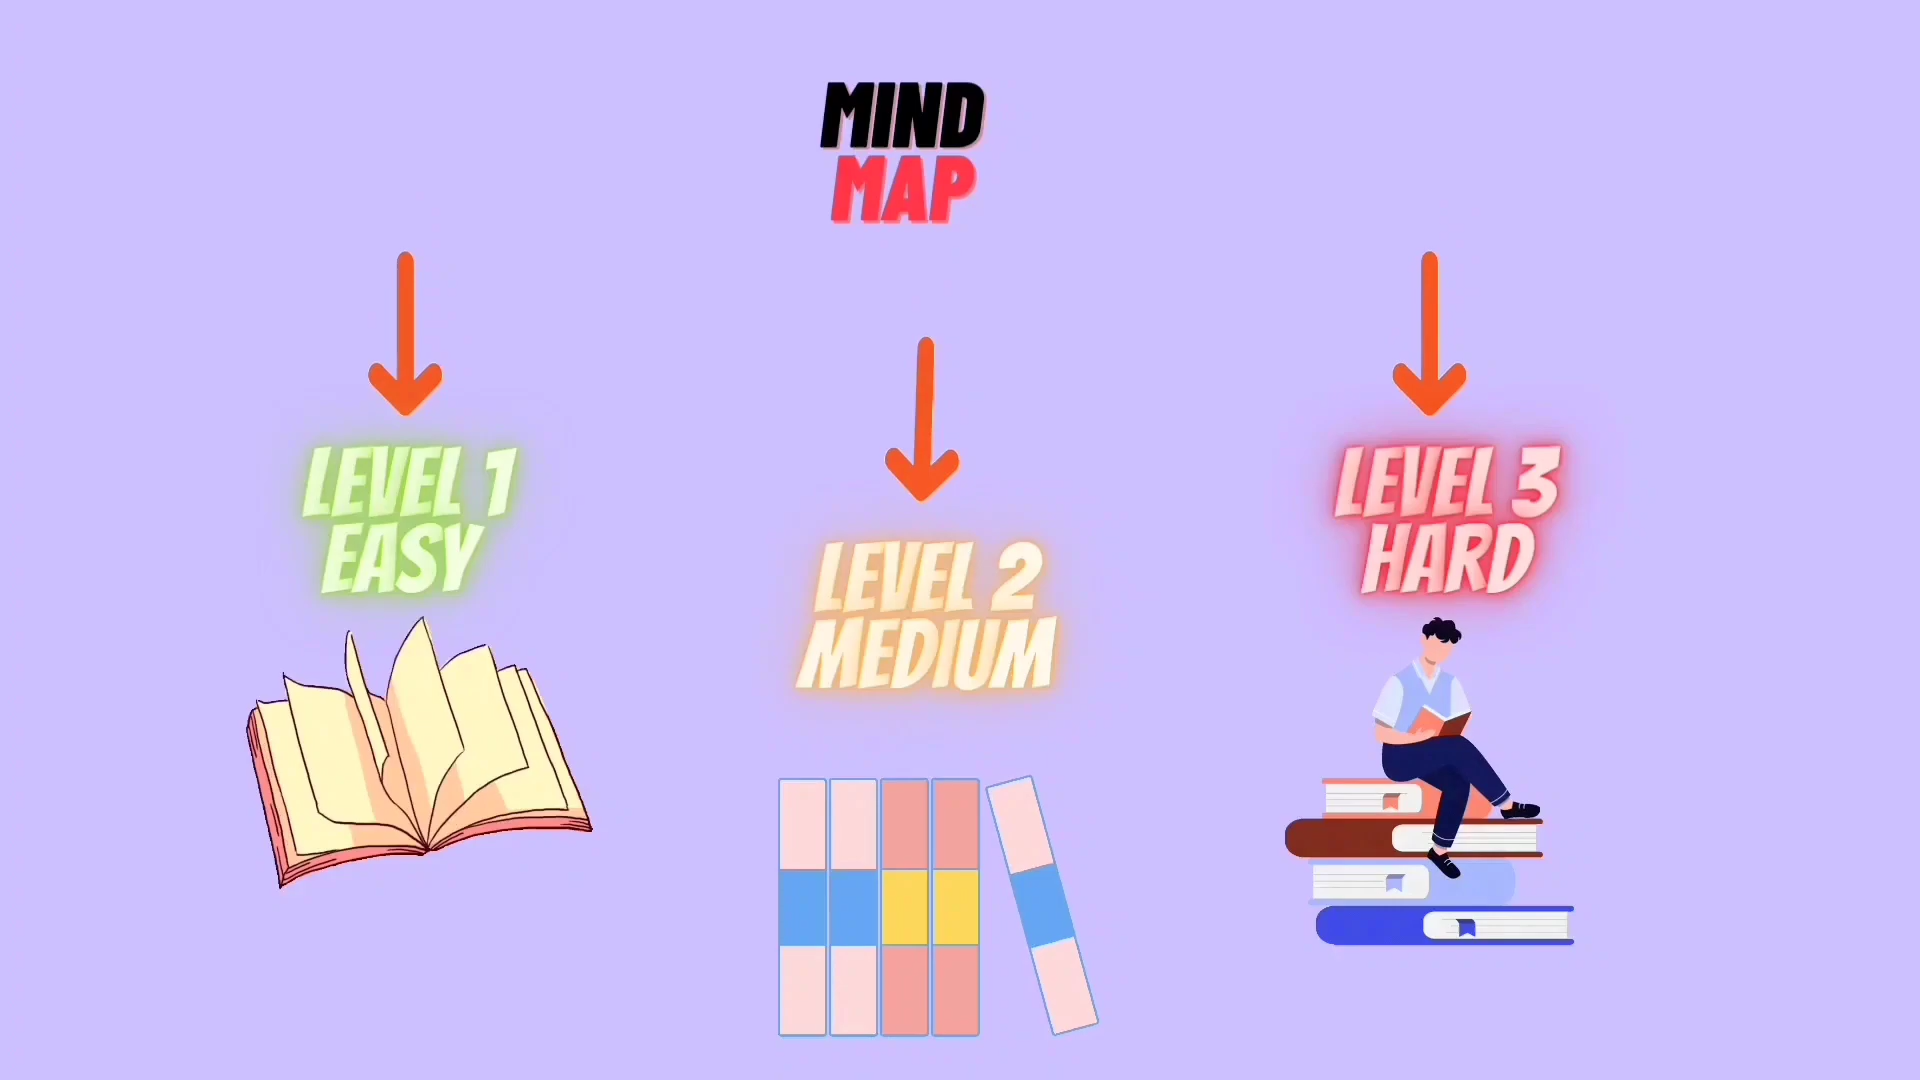 MIND
MAP
LEVEL 1
EASY
LEVEL 2
MEDIUM
LEVEL 3
HARD